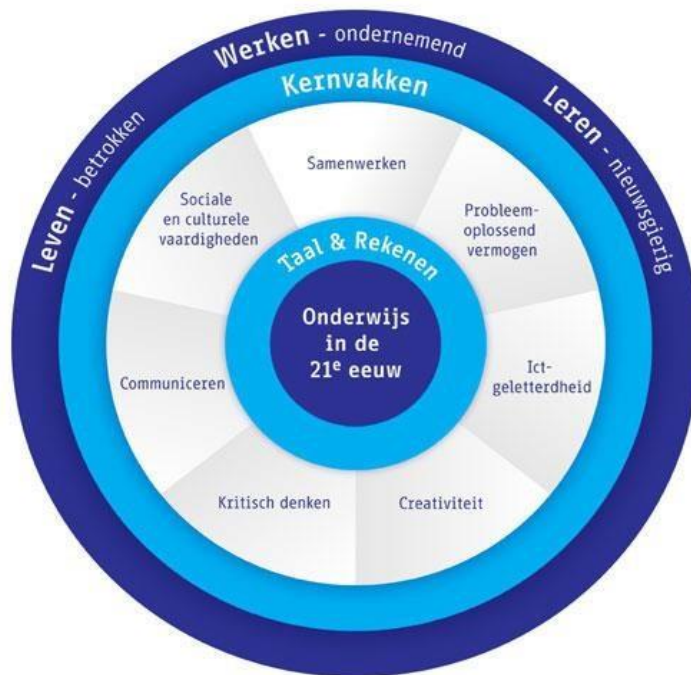 Werken - ondernemend
Leven - betrokken
Leren - nieuwsgierig
Kernvakken
Samenwerken
Sociale
en culturele
vaardigheden
Probleem-
oplossend
vermogen
Taal & Rekenen
Onderwijs
in de
21e eeuw
Communiceren
Ict-
geletterdheid
Kritisch denken
Creativiteit